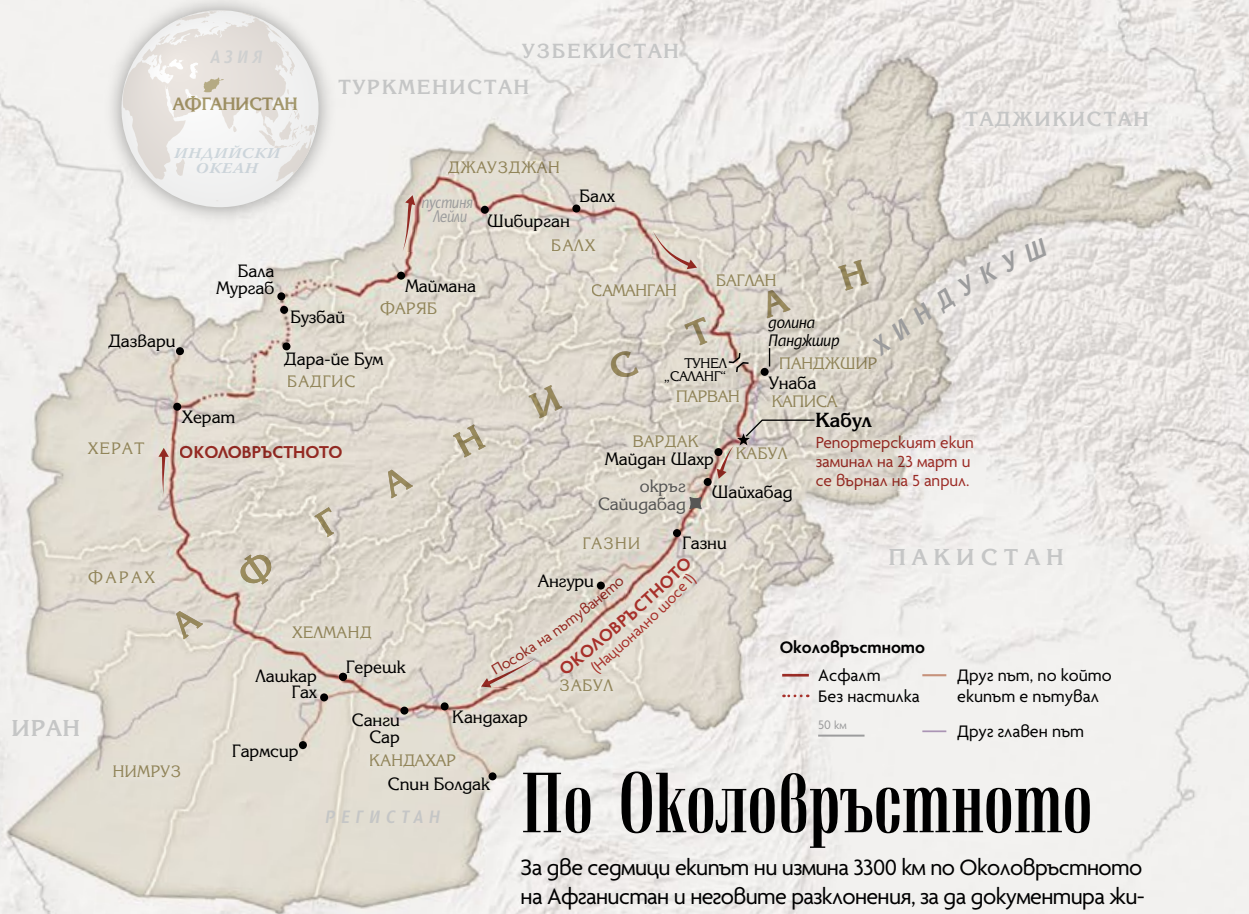 АЗИЯ
АФГАНИСТАН
ИНДИЙСКИ
ОКЕАН
УЗБЕКИСТАН
ТУРКМЕНИСТАН
ТАДЖИКИСТАН
ДЖАУЗДЖАН
пустиня
Лейли
Шибирган
Балх
БАЛХ
Бала
Мургаб
Маймана
ФАРЯБ
САМАНГАН
БАГЛАН
ХИНДУКУШ
Бузбай
Дазвари
Дара-йе Бум
БАДГИС
долина
Панджшир
ТУНЕЛ
„САЛАНГ“
ПАНДЖШИР
Унаба
ПАРВАН
КАПИСА
Херат
ХЕРАТ
ОКОЛОВРЪСТНОТО
АФГАНИСТАН
Кабул
Репортерският екип
заминал на 23 март и
се върнал на 5 април.
ВАРДАК
Майдан Шахр
КАБУЛ
окръг
Сайидабад
Шайхабад
ГАЗНИ
Газни
ПАКИСТАН
ФАРАХ
Ангури
Посока на пътуването
ОКОЛОВРЪСТНОТО
(Национално шосе 1)
ЗАБУЛ
ХЕЛМАНД
Лашкар
Гах
Герешк
Санги
Сар
Кандахар
КАНДАХАР
ИРАН
Гармсир
НИМРУЗ
Спин Болдак
РЕГИСТАН
Околовръстното
Асфалт
Без настилка
50 км
Друг път, по който
екипът е пътувал
Друг главен път
По Околовръстното
За две седмици екипът ни измина 3300 км по Околовръстното
на Афганистан и неговите разклонения, за да документира жи-